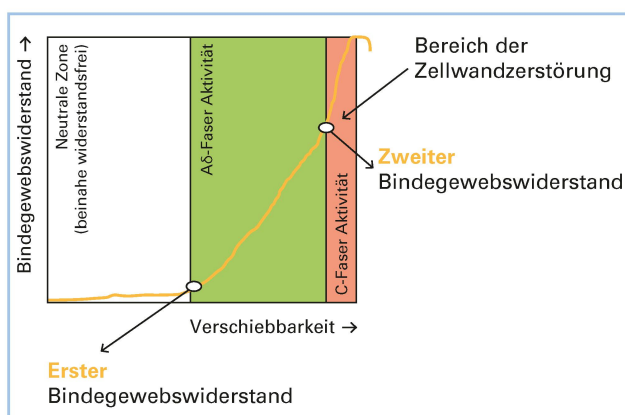 Bindegewebswiderstand →
Neutrale Zone
(beinahe widerstandsfrei)
Aδ-Faser Aktivität
C-Faser Aktivität
Bereich der
Zellwandzerstörung
Zweiter
Bindegewebswiderstand
Verschiebbarkeit →
Erster
Bindegewebswiderstand